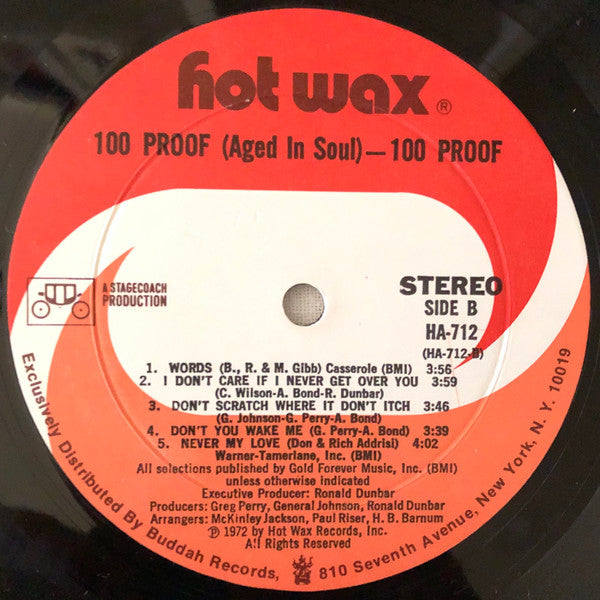 hot wax®
100 PROOF (Aged In Soul)—100 PROOF
A STAGECOACH
PRODUCTION
STEREO
SIDE B
HA-712
(HA-712-B)
1. WORDS (B., R. & M. Gibb) Casserole (BMI) 3:56
2. I DON'T CARE IF I NEVER GET OVER YOU 3:59
(C. Wilson-A. Bond-R. Dunbar)
3. DON'T SCRATCH WHERE IT DON'T ITCH 3:46
(G. Johnson-G. Perry-A. Bond)
4. DON'T YOU WAKE ME (G. Perry-A. Bond) 3:39
5. NEVER MY LOVE (Don & Rich Addrisi) 4:02
Warner-Tamerlane, Inc. (BMI)
All selections published by Gold Forever Music, Inc. (BMI)
unless otherwise indicated
Executive Producer: Ronald Dunbar
Producers: Greg Perry, General Johnson, Ronald Dunbar
Arrangers: McKinley Jackson, Paul Riser, H. B. Barnum
℗ 1972 by Hot Wax Records, Inc.
All Rights Reserved
Exclusively Distributed By Buddah Records, 810 Seventh Avenue, New York, N. Y. 10019